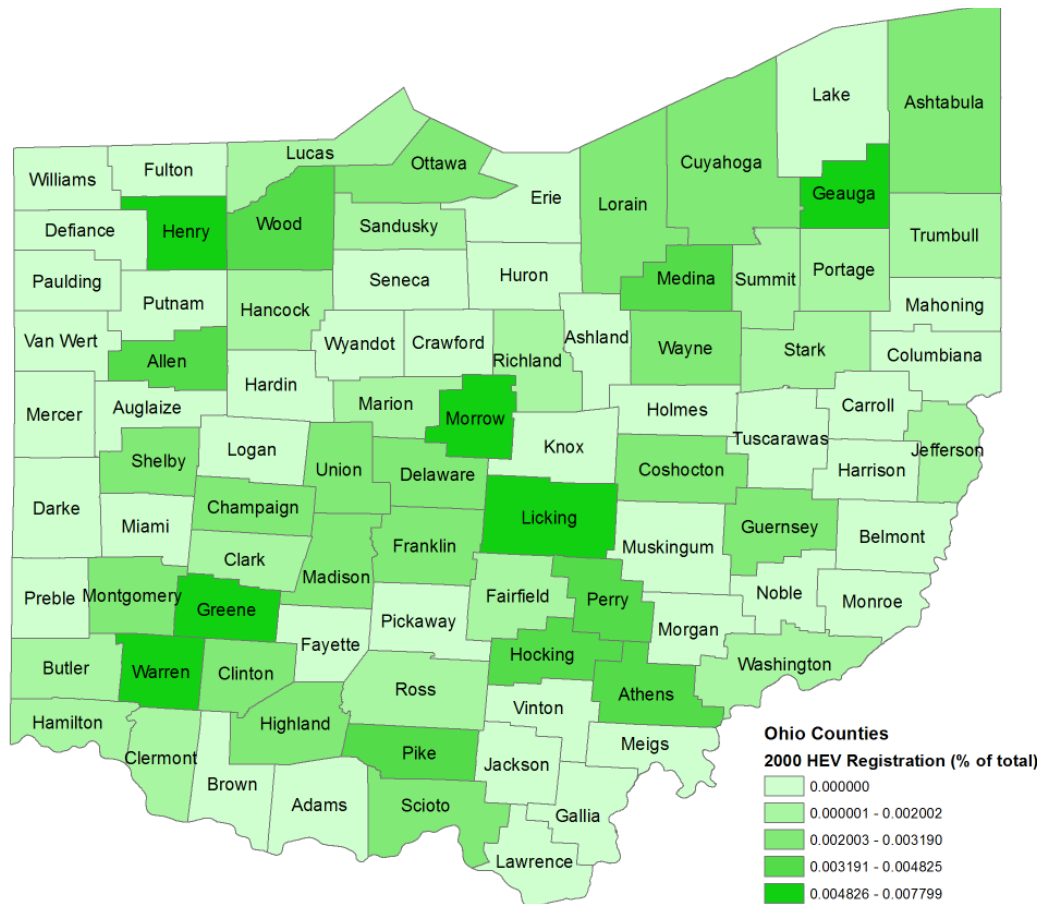 Lake
Ashtabula
Lucas
Ottawa
Cuyahoga
Fulton
Williams
Geauga
Erie
Lorain
Wood
Sandusky
Henry
Defiance
Trumbull
Portage
Medina
Summit
Huron
Seneca
Paulding
Putnam
Hancock
Mahoning
Van Wert
Wyandot
Crawford
Ashland
Wayne
Stark
Columbiana
Allen
Richland
Hardin
Marion
Mercer
Auglaize
Morrow
Holmes
Carroll
Knox
Tuscarawas
Logan
Jefferson
Shelby
Union
Delaware
Coshocton
Harrison
Darke
Champaign
Miami
Licking
Guernsey
Belmont
Franklin
Muskingum
Clark
Madison
Preble
Montgomery
Fairfield
Perry
Noble
Monroe
Greene
Pickaway
Morgan
Fayette
Hocking
Washington
Butler
Warren
Clinton
Ross
Athens
Vinton
Hamilton
Highland
Meigs
Clermont
Pike
Jackson
Brown
Adams
Scioto
Gallia
Lawrence
Ohio Counties
2000 HEV Registration (% of total)
0.000000
0.000001 - 0.002002
0.002003 - 0.003190
0.003191 - 0.004825
0.004826 - 0.007799